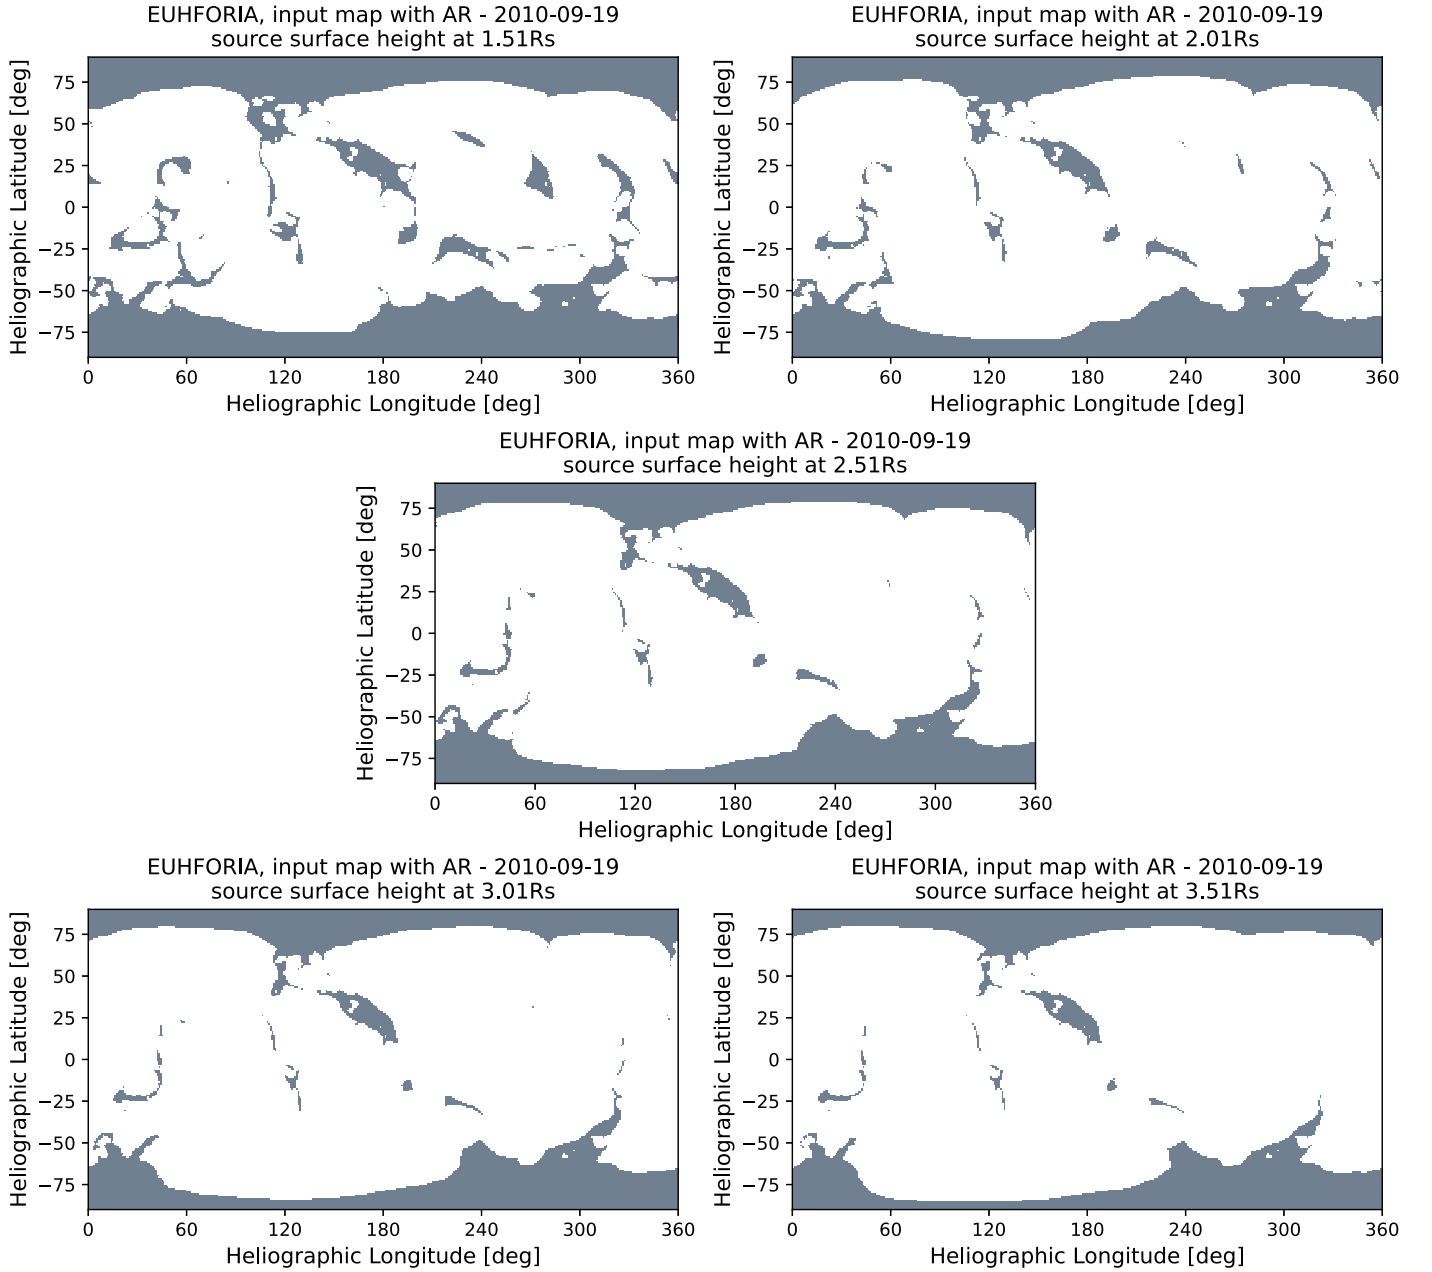 EUHFORIA, input map with AR - 2010-09-19
source surface height at 1.51Rs
Heliographic Latitude [deg]
75
50
25
0
−25
−50
−75
0 60 120 180 240 300 360
Heliographic Longitude [deg]
EUHFORIA, input map with AR - 2010-09-19
source surface height at 2.01Rs
Heliographic Latitude [deg]
75
50
25
0
−25
−50
−75
0 60 120 180 240 300 360
Heliographic Longitude [deg]
EUHFORIA, input map with AR - 2010-09-19
source surface height at 2.51Rs
Heliographic Latitude [deg]
75
50
25
0
−25
−50
−75
0 60 120 180 240 300 360
Heliographic Longitude [deg]
EUHFORIA, input map with AR - 2010-09-19
source surface height at 3.01Rs
Heliographic Latitude [deg]
75
50
25
0
−25
−50
−75
0 60 120 180 240 300 360
Heliographic Longitude [deg]
EUHFORIA, input map with AR - 2010-09-19
source surface height at 3.51Rs
Heliographic Latitude [deg]
75
50
25
0
−25
−50
−75
0 60 120 180 240 300 360
Heliographic Longitude [deg]